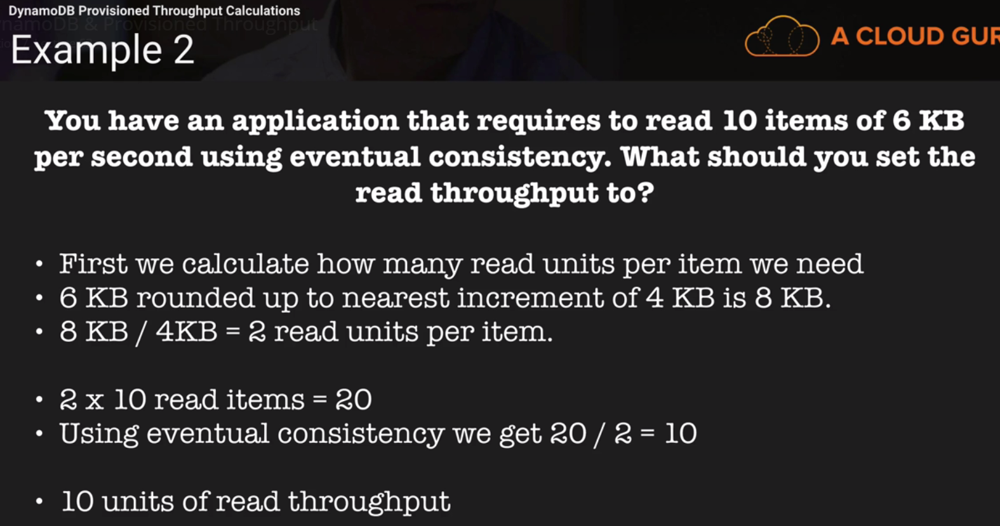 DynamoDB Provisioned Throughput Calculations
namoDB & Provisioned Throughput
Example 2
A CLOUD GUR
You have an application that requires to read 10 items of 6 KB
per second using eventual consistency. What should you set the
read throughput to?
• First we calculate how many read units per item we need
• 6 KB rounded up to nearest increment of 4 KB is 8 KB.
• 8 KB / 4KB = 2 read units per item.
• 2 x 10 read items = 20
• Using eventual consistency we get 20 / 2 = 10
• 10 units of read throughput